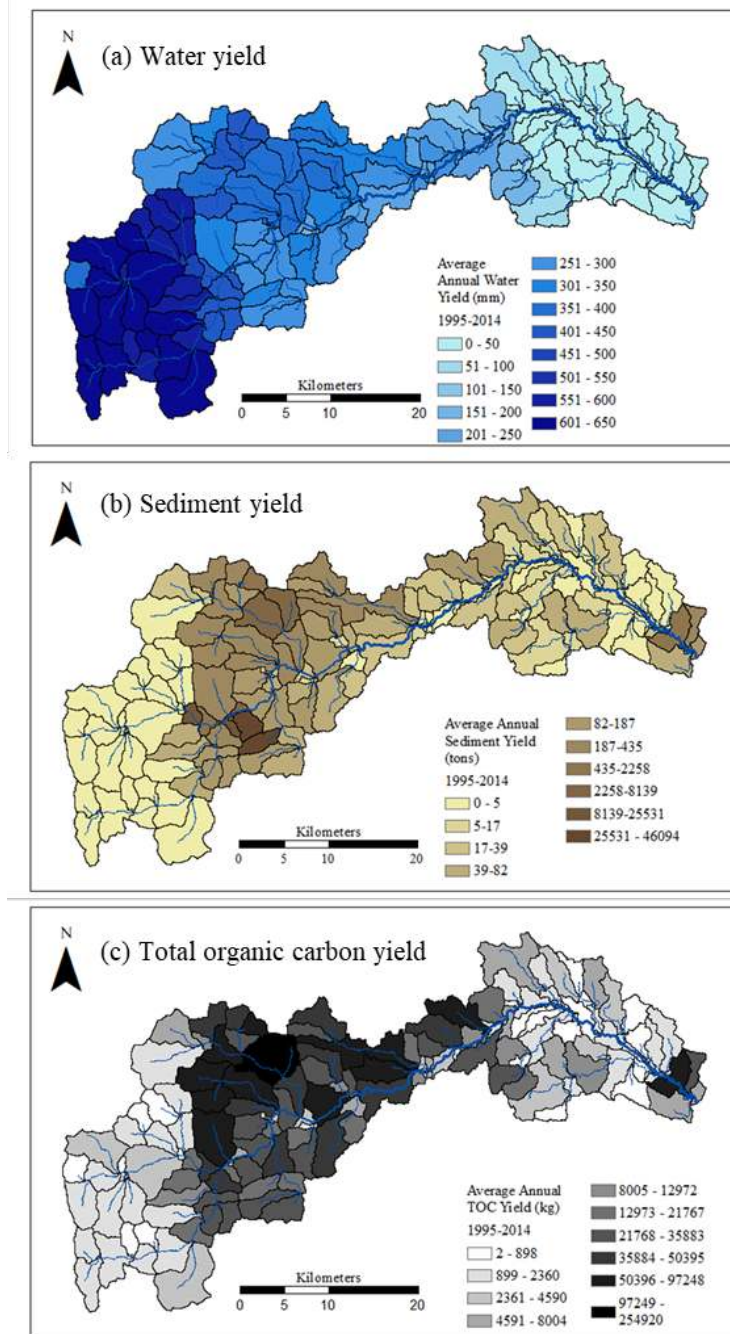 N
(a) Water yield
Average
Annual Water
Yield (mm)
1995-2014
0 - 50
51 - 100
101 - 150
151 - 200
201 - 250
251 - 300
301 - 350
351 - 400
401 - 450
451 - 500
501 - 550
551 - 600
601 - 650
Kilometers
0 5 10 20
N
(b) Sediment yield
Average Annual
Sediment Yield
(tons)
1995-2014
0 - 5
5-17
17-39
39-82
82-187
187-435
435-2258
2258-8139
8139-25531
25531 - 46094
Kilometers
0 5 10 20
N
(c) Total organic carbon yield
Average Annual
TOC Yield (kg)
1995-2014
2 - 898
899 - 2360
2361 - 4590
4591 - 8004
8005 - 12972
12973 - 21767
21768 - 35883
35884 - 50395
50396 - 97248
97249 -
254920
Kilometers
0 5 10 20